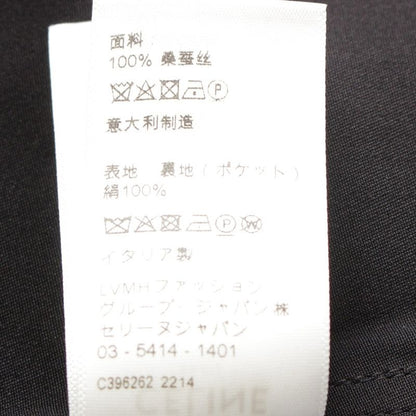 面料
100% 桑蚕丝
意大利制造
表地 裏地(ポケット)
絹100%
イタリア製
LVMHファッション
グループ・ジャパン㈱
セリーヌジャパン
03-5414-1401
C396262 2214